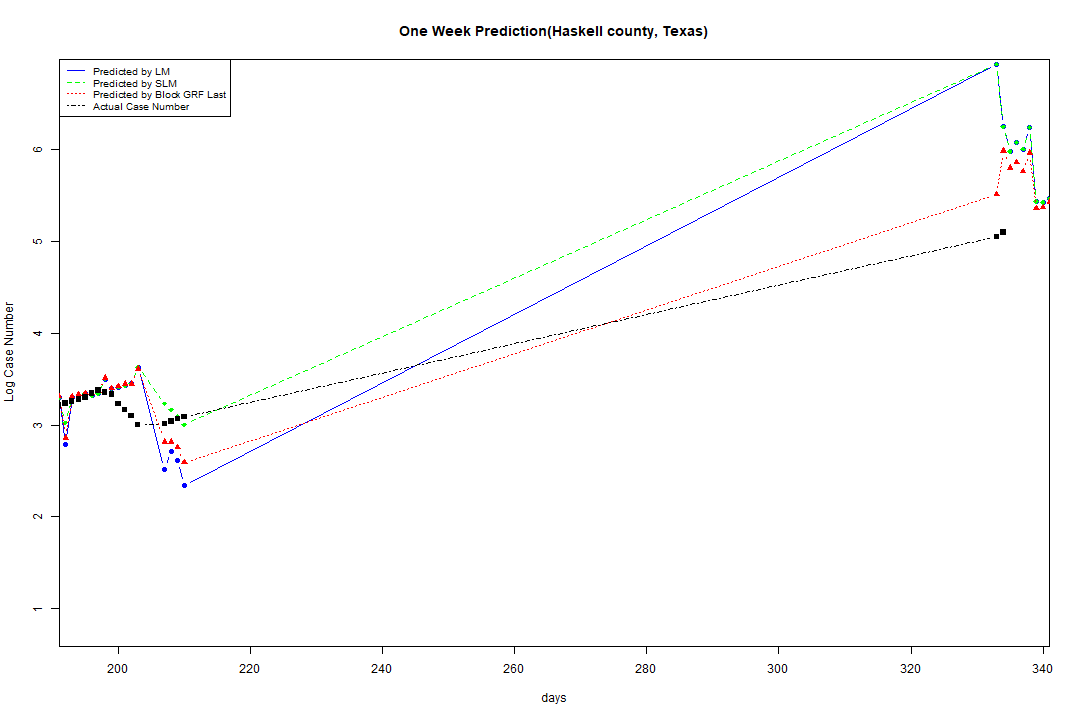 One Week Prediction(Haskell county, Texas)
Predicted by LM
Predicted by SLM
Predicted by Block GRF Last
Actual Case Number
Log Case Number
6
5
4
3
2
1
200 220 240 260 280 300 320 340
days